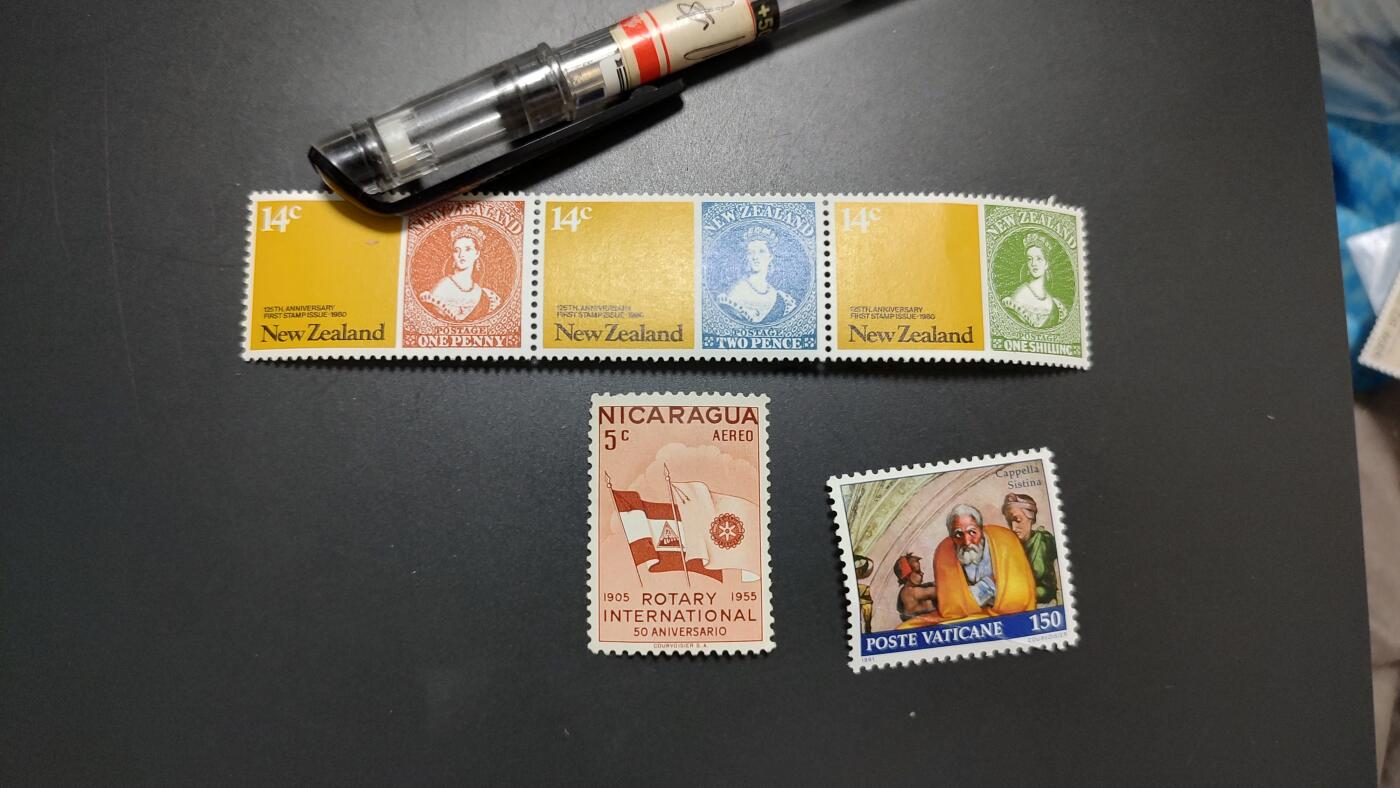 +50
14c
NEW ZEALAND
125TH. ANNIVERSARY
FIRST STAMP ISSUE-1980
New Zealand
POSTAGE
ONE PENNY
14c
NEW ZEALAND
125TH. ANNIVERSARY
FIRST STAMP ISSUE-1980
New Zealand
POSTAGE
TWO PENCE
14c
NEW ZEALAND
125TH. ANNIVERSARY
FIRST STAMP ISSUE-1980
New Zealand
POSTAGE
ONE SHILLING
NICARAGUA
5c AEREO
1905 ROTARY 1955
INTERNATIONAL
50 ANIVERSARIO
COURVOISIER S.A.
Cappella
Sistina
POSTE VATICANE 150
1991 COURVOISIER